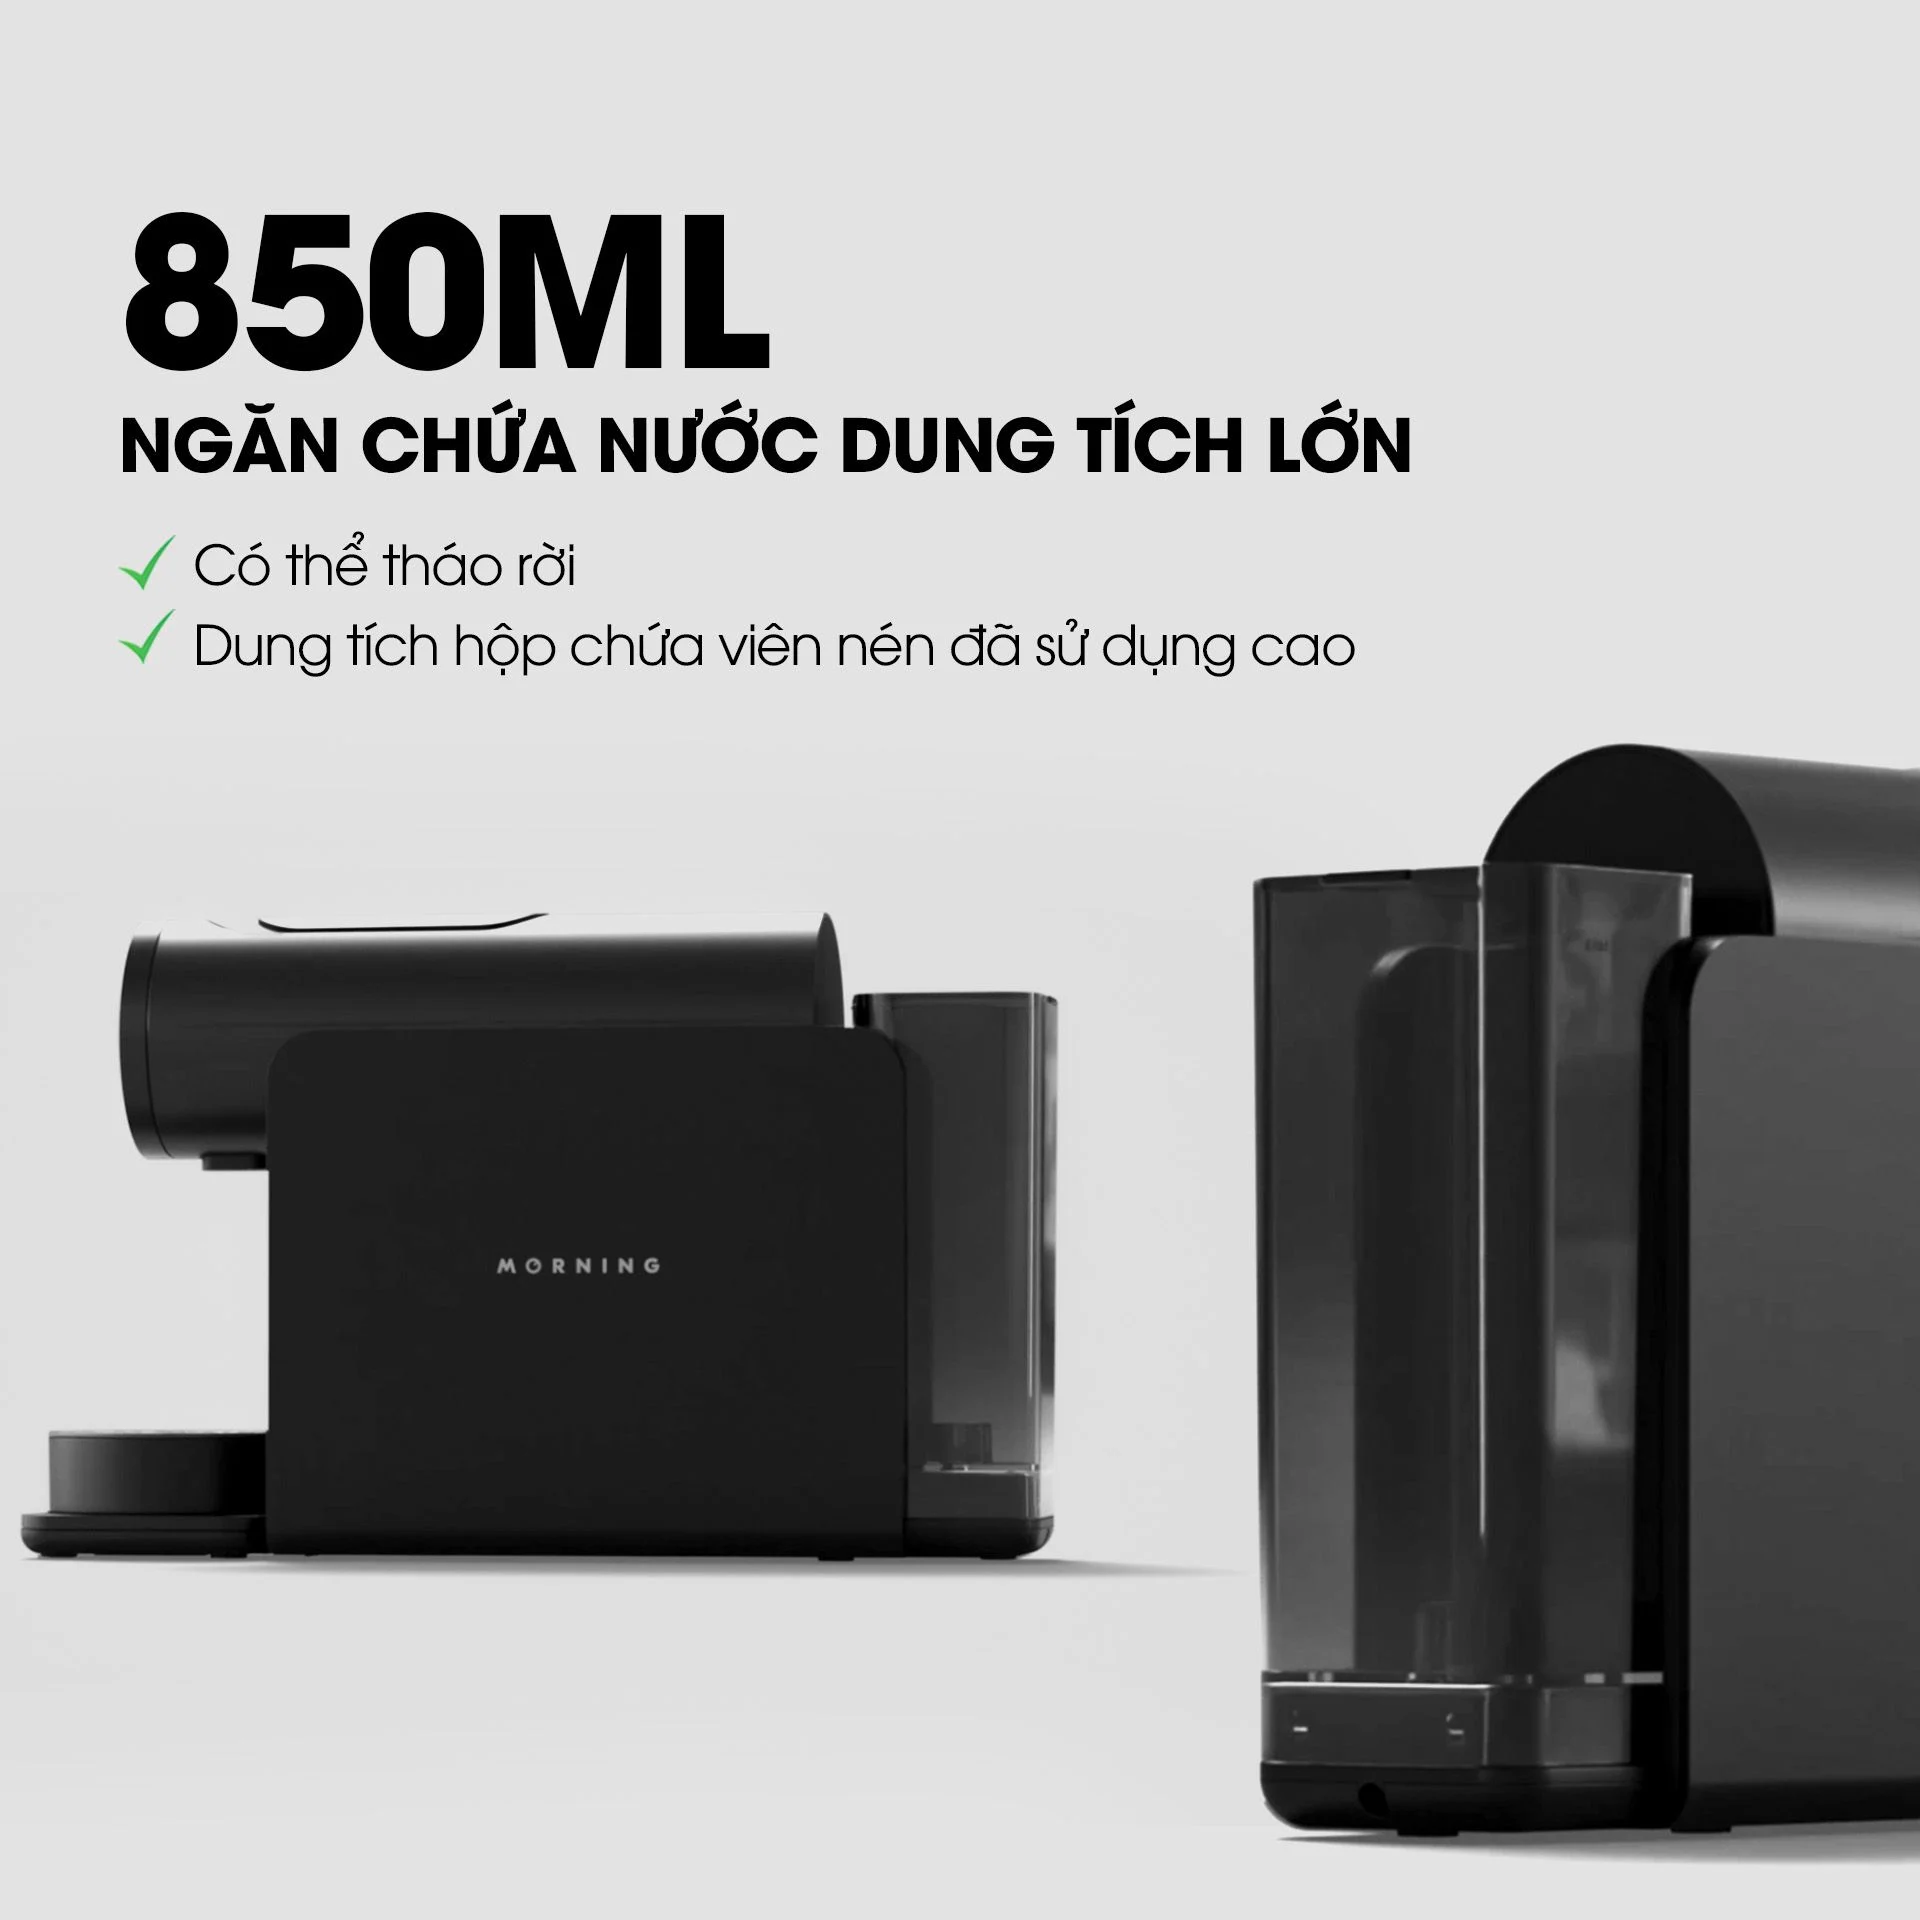 850ML
NGĂN CHỨA NƯỚC DUNG TÍCH LỚN
Có thể tháo rời
Dung tích hộp chứa viên nén đã sử dụng cao
MORNING